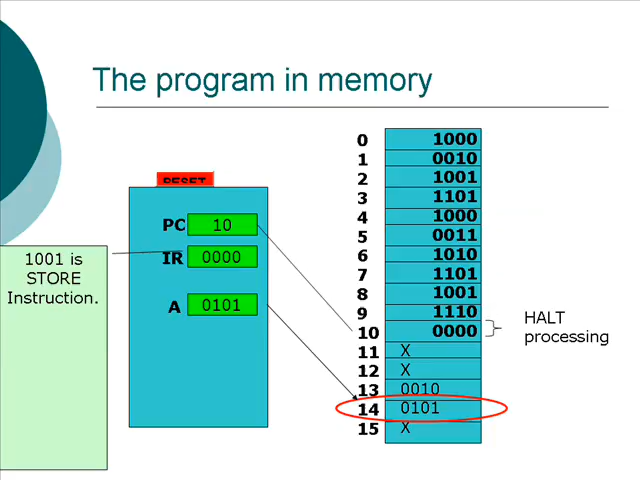 The program in memory
RESET
PC 10
IR 0000
A 0101
1001 is
STORE
Instruction.
0 1000
1 0010
2 1001
3 1101
4 1000
5 0011
6 1010
7 1101
8 1001
9 1110
10 0000
11 X
12 X
13 0010
14 0101
15 X
HALT
processing